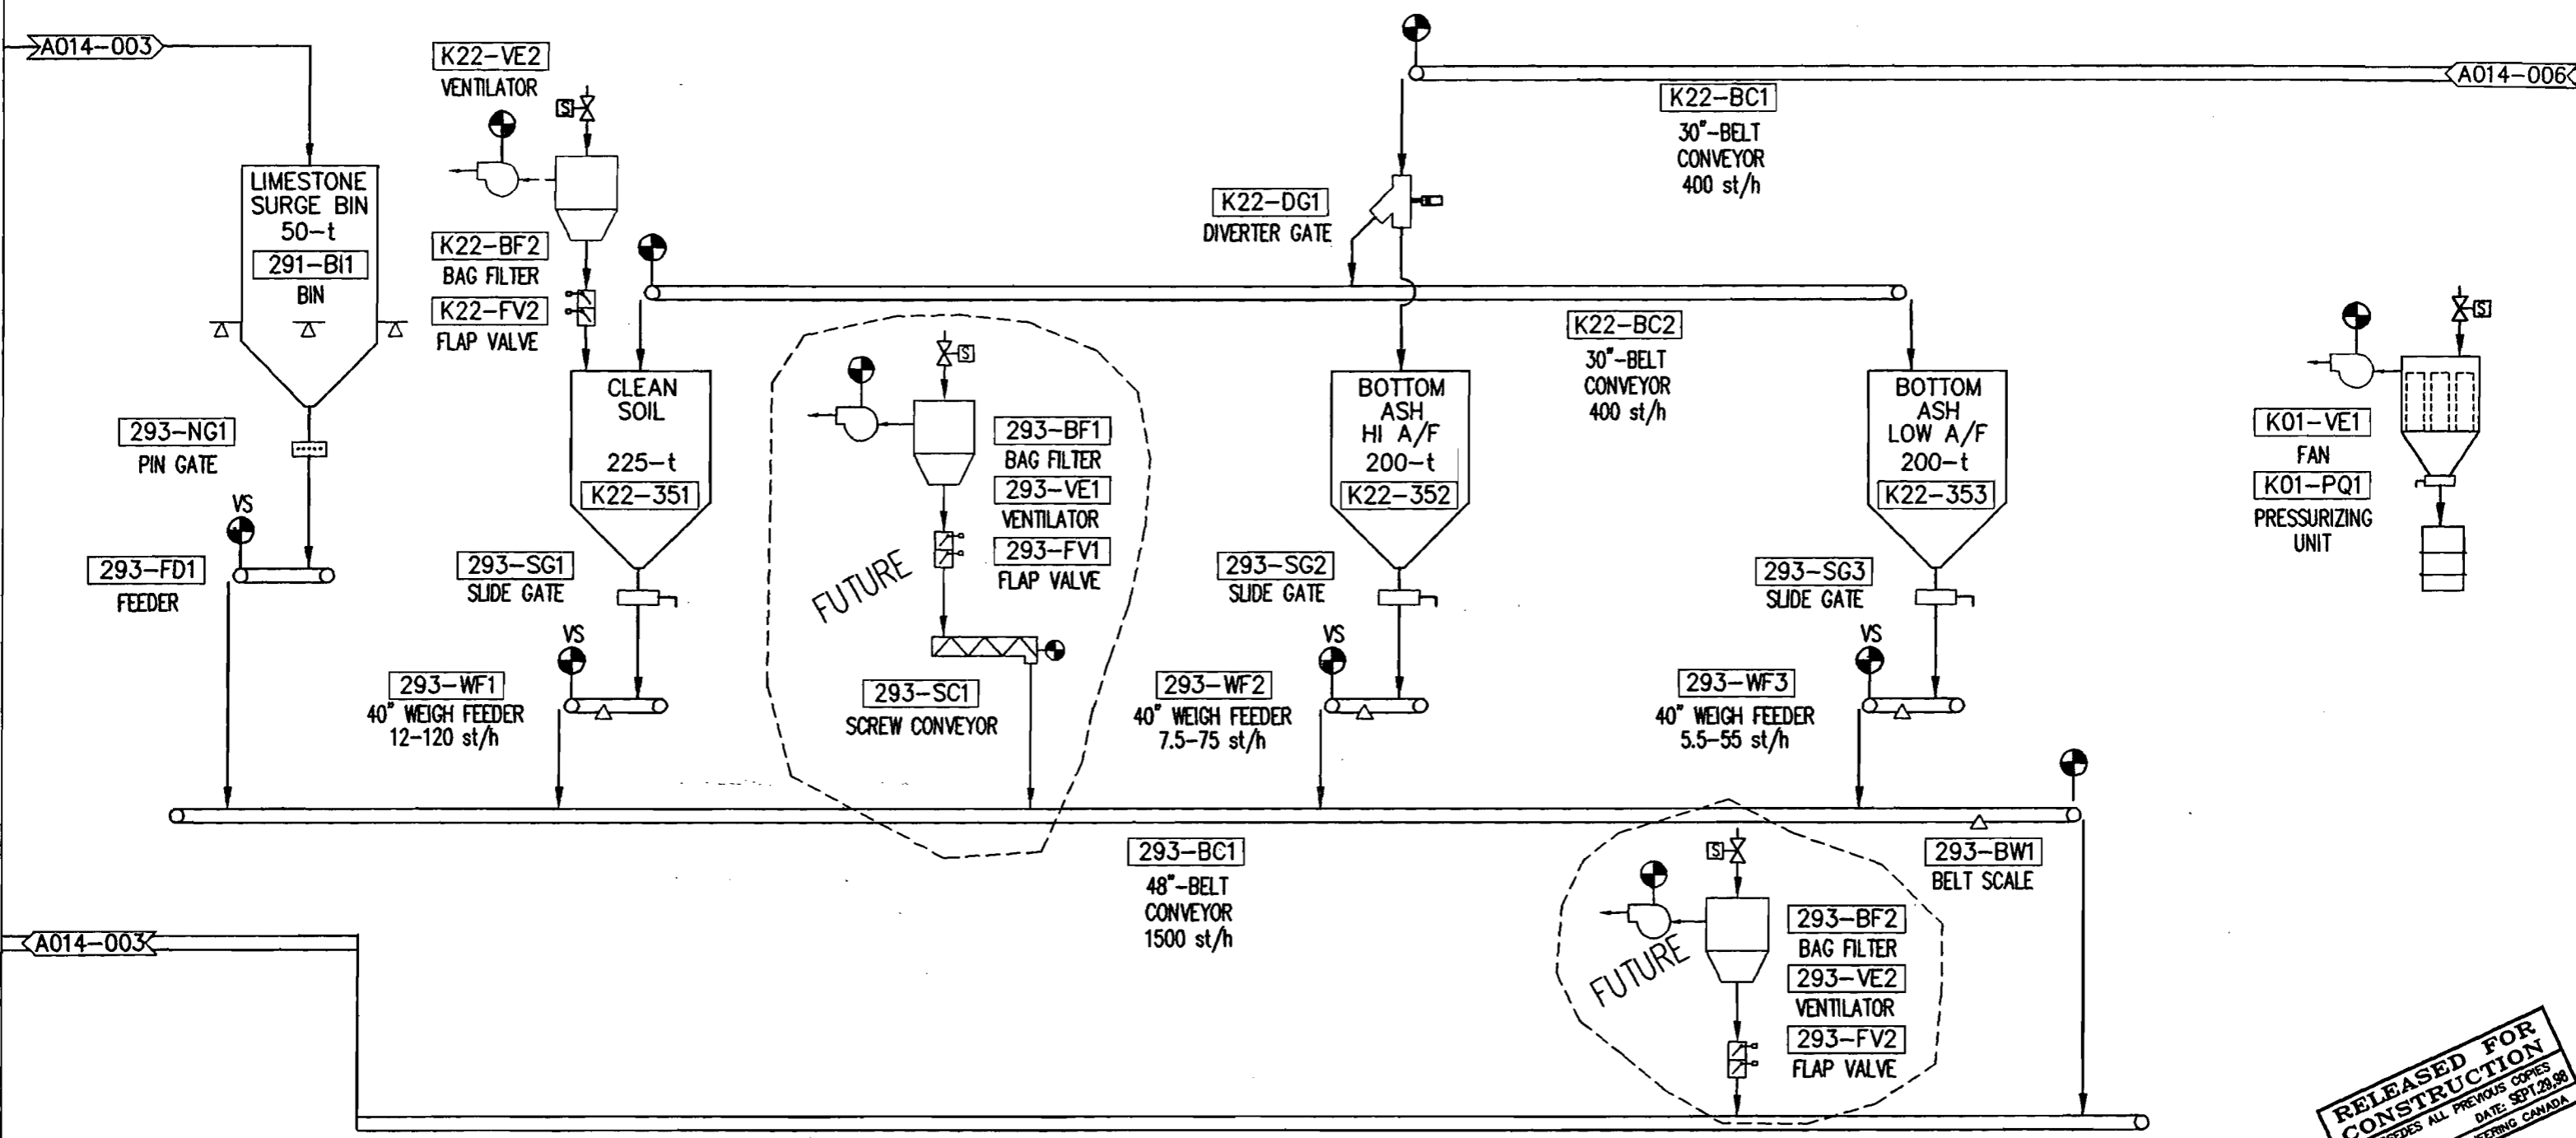 A014-003
K22-VE2
VENTILATOR
S
LIMESTONE
SURGE BIN
50-t
291-BI1
BIN
K22-BF2
BAG FILTER
K22-FV2
FLAP VALVE
293-NG1
PIN GATE
VS
293-FD1
FEEDER
CLEAN
SOIL
225-t
K22-351
293-SG1
SLIDE GATE
VS
293-WF1
40"-WEIGH FEEDER
12-120 st/h
S
293-BF1
BAG FILTER
293-VE1
VENTILATOR
293-FV1
FLAP VALVE
FUTURE
293-SC1
SCREW CONVEYOR
A014-006
K22-BC1
30"-BELT
CONVEYOR
400 st/h
K22-DG1
DIVERTER GATE
K22-BC2
30"-BELT
CONVEYOR
400 st/h
BOTTOM
ASH
HI A/F
200-t
K22-352
293-SG2
SLIDE GATE
VS
293-WF2
40" WEIGH FEEDER
7.5-75 st/h
BOTTOM
ASH
LOW A/F
200-t
K22-353
293-SG3
SLIDE GATE
VS
293-WF3
40" WEIGH FEEDER
5.5-55 st/h
S
K01-VE1
FAN
K01-PQ1
PRESSURIZING
UNIT
293-BC1
48"-BELT
CONVEYOR
1500 st/h
293-BW1
BELT SCALE
A014-003
S
293-BF2
BAG FILTER
293-VE2
VENTILATOR
293-FV2
FLAP VALVE
FUTURE
RELEASED FOR
CONSTRUCTION
ALL PREVIOUS COPIES
DATE: SEPT.29,98
CANADA